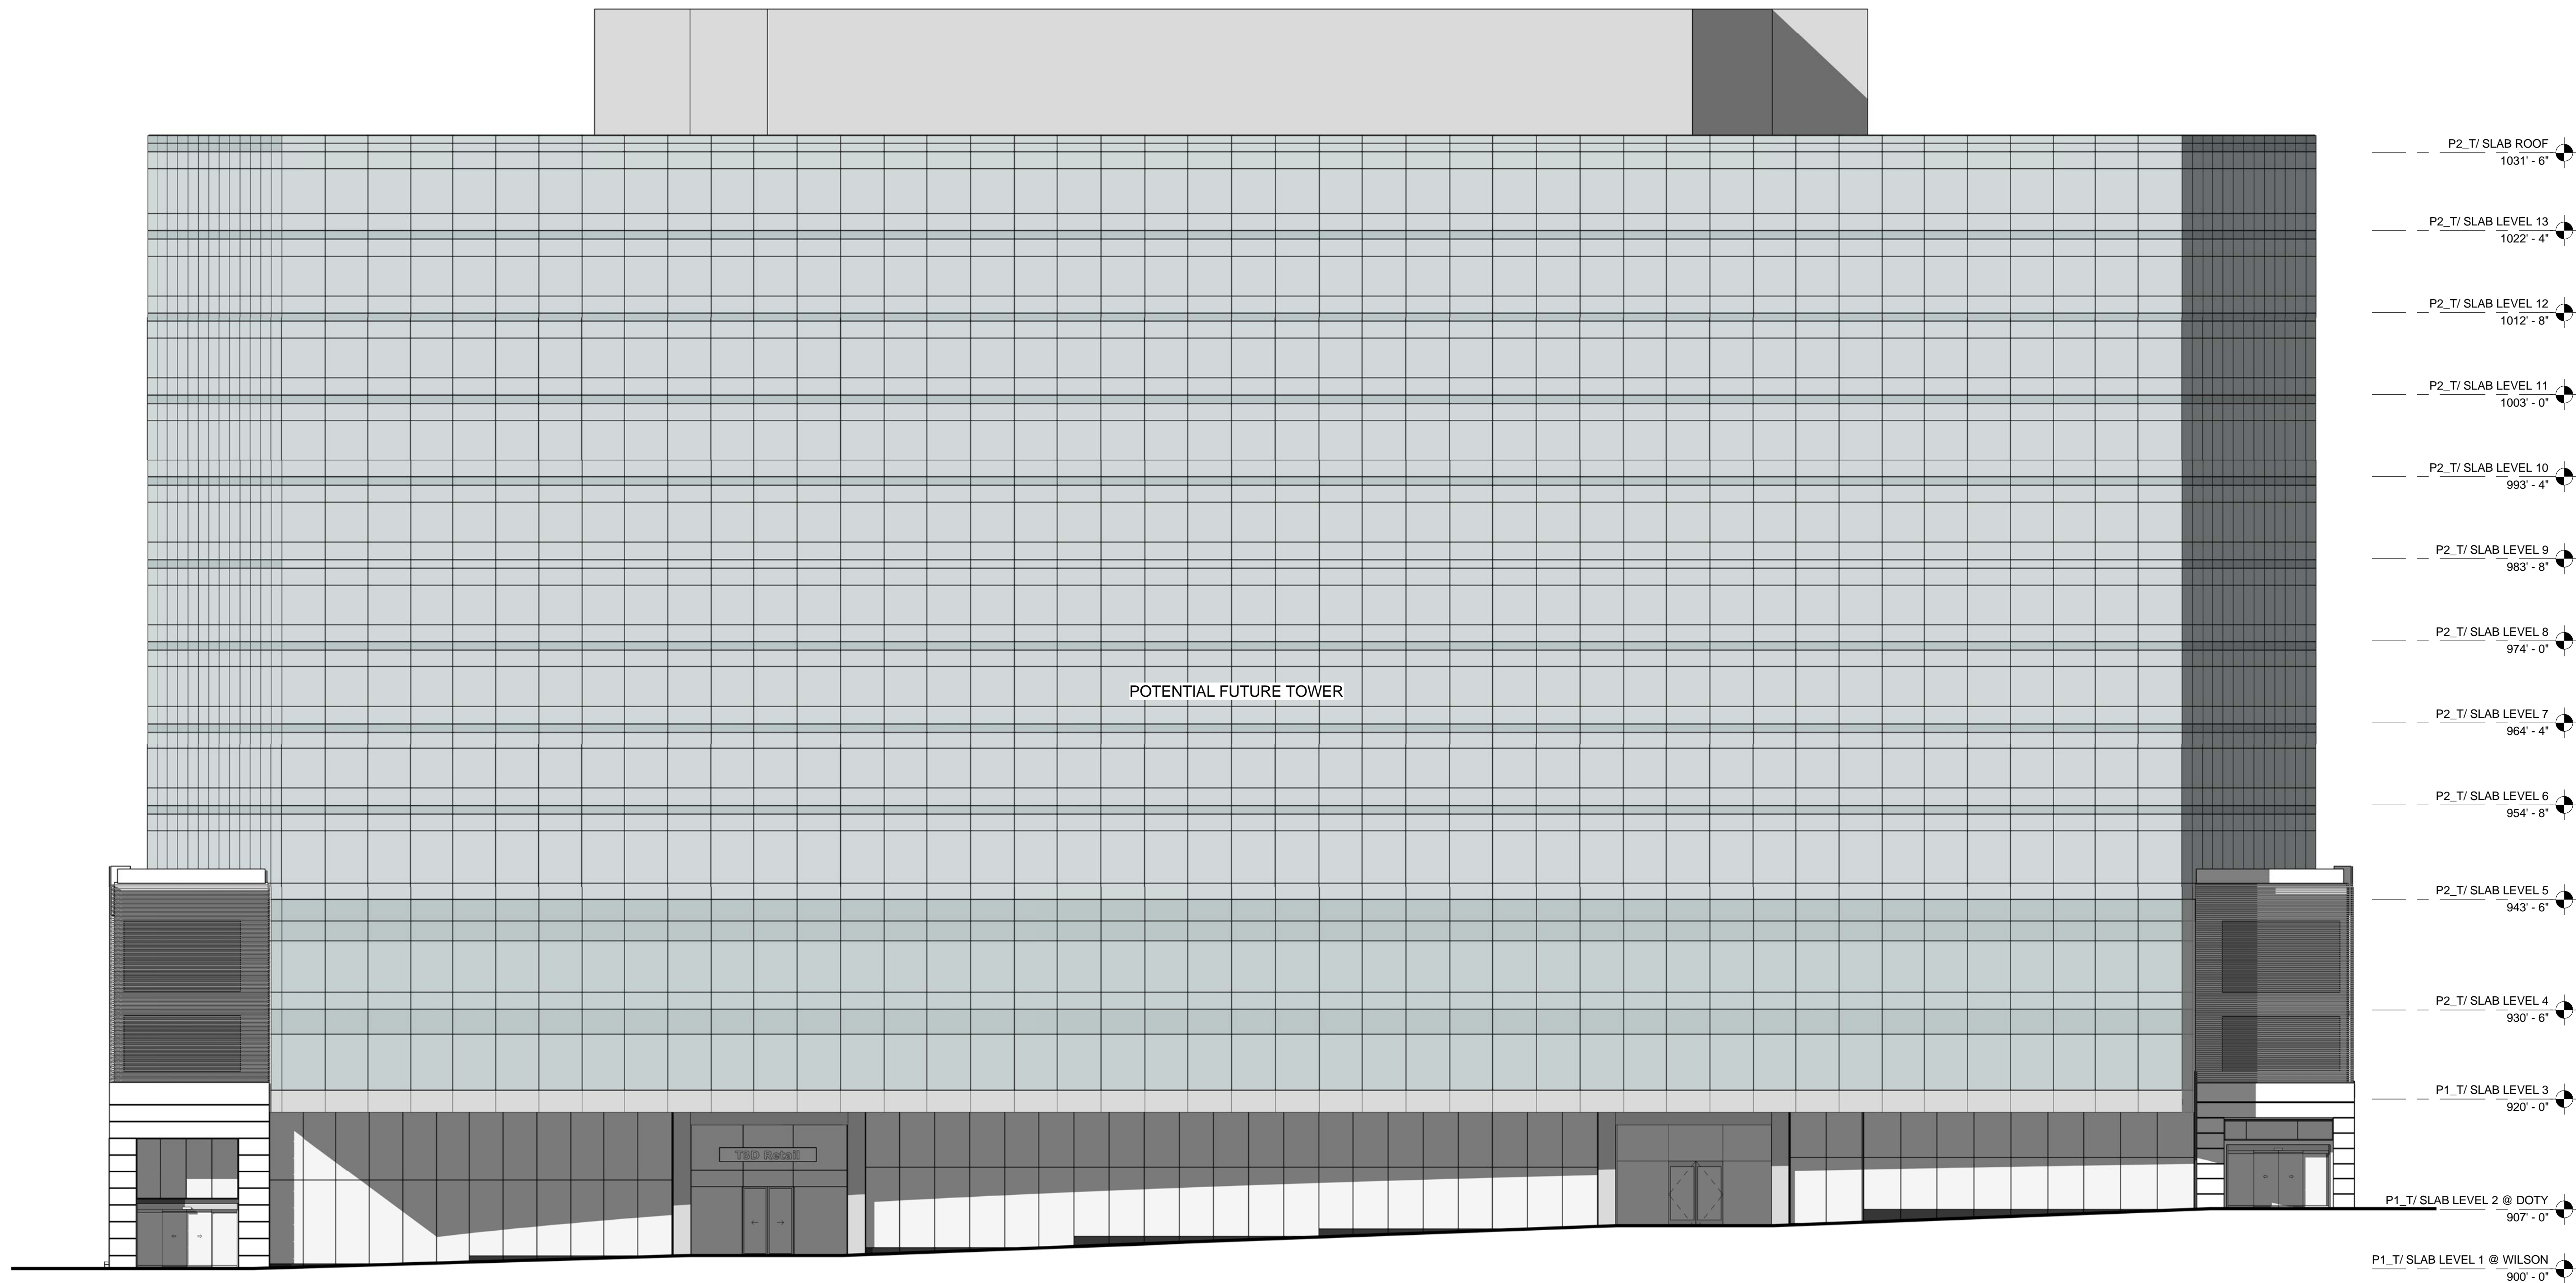 P2_T/ SLAB ROOF
1031' - 6"
P2_T/ SLAB LEVEL 13
1022' - 4"
P2_T/ SLAB LEVEL 12
1012' - 8"
P2_T/ SLAB LEVEL 11
1003' - 0"
P2_T/ SLAB LEVEL 10
993' - 4"
P2_T/ SLAB LEVEL 9
983' - 8"
P2_T/ SLAB LEVEL 8
974' - 0"
POTENTIAL FUTURE TOWER
P2_T/ SLAB LEVEL 7
964' - 4"
P2_T/ SLAB LEVEL 6
954' - 8"
P2_T/ SLAB LEVEL 5
943' - 6"
P2_T/ SLAB LEVEL 4
930' - 6"
P1_T/ SLAB LEVEL 3
920' - 0"
TBD Retail
P1_T/ SLAB LEVEL 2 @ DOTY
907' - 0"
P1_T/ SLAB LEVEL 1 @ WILSON
900' - 0"